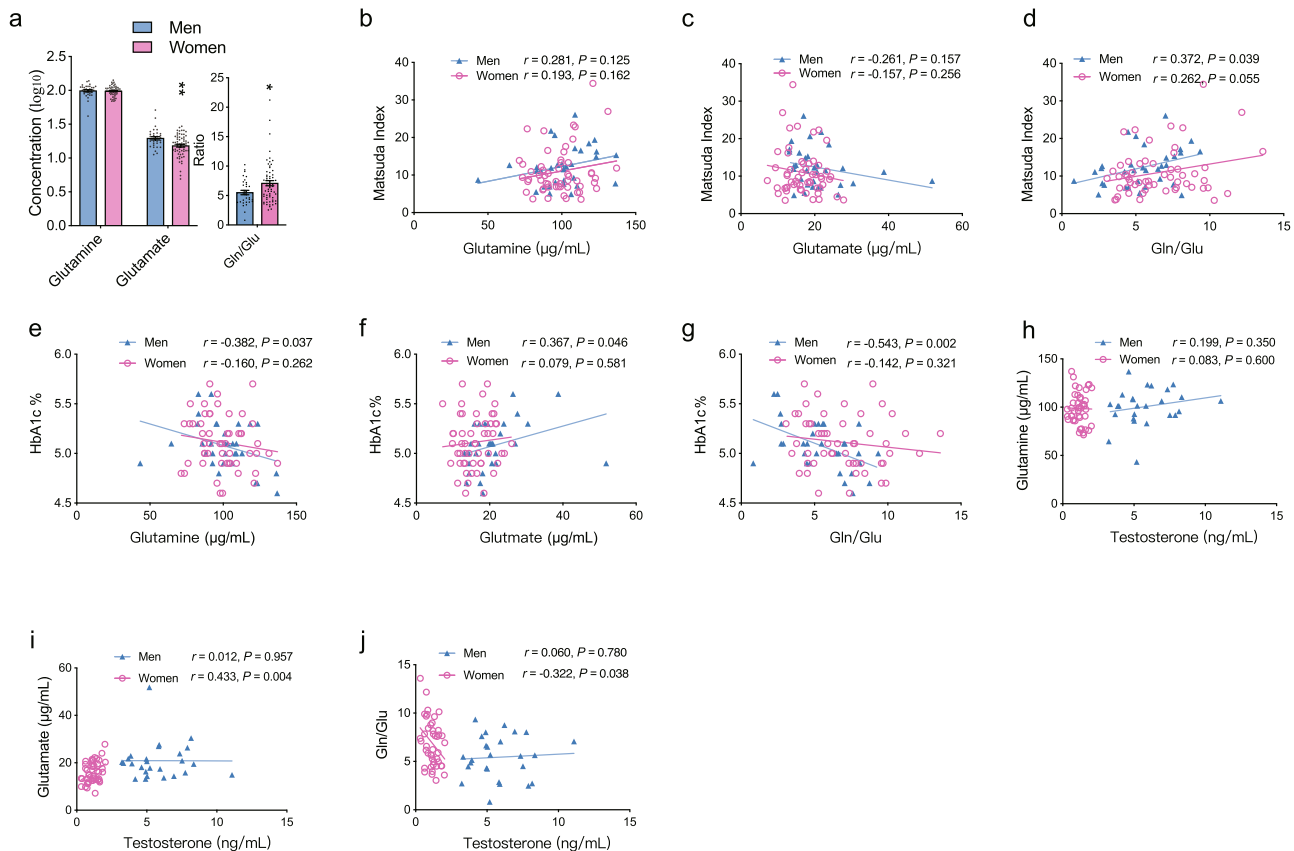 a
Men
Women
Concentration (log10)
2.5
2.0
1.5
1.0
0.5
0.0
**
Glutamine
Glutamate
Ratio
25
20
15
10
5
0
*
Gln/Glu
b
Men r = 0.281, P = 0.125
Women r = 0.193, P = 0.162
Matsuda Index
40
30
20
10
0
50 100 150
Glutamine (µg/mL)
c
Men r = -0.261, P = 0.157
Women r = -0.157, P = 0.256
Matsuda Index
40
30
20
10
0
0 20 40 60
Glutamate (µg/mL)
d
Men r = 0.372, P = 0.039
Women r = 0.262, P = 0.055
Matsuda Index
40
30
20
10
0
0 5 10 15
Gln/Glu
e
Men r = -0.382, P = 0.037
Women r = -0.160, P = 0.262
HbA1c %
6.0
5.5
5.0
4.5
0 50 100 150
Glutamine (µg/mL)
f
Men r = 0.367, P = 0.046
Women r = 0.079, P = 0.581
HbA1c %
6.0
5.5
5.0
4.5
0 20 40 60
Glutmate (µg/mL)
g
Men r = -0.543, P = 0.002
Women r = -0.142, P = 0.321
HbA1c %
6.0
5.5
5.0
4.5
0 5 10 15
Gln/Glu
h
Men r = 0.199, P = 0.350
Women r = 0.083, P = 0.600
Glutamine (µg/mL)
150
100
50
0
0 5 10 15
Testosterone (ng/mL)
i
Men r = 0.012, P = 0.957
Women r = 0.433, P = 0.004
Glutamate (µg/mL)
60
40
20
0
0 5 10 15
Testosterone (ng/mL)
j
Men r = 0.060, P = 0.780
Women r = -0.322, P = 0.038
Gln/Glu
15
10
5
0
0 5 10 15
Testosterone (ng/mL)